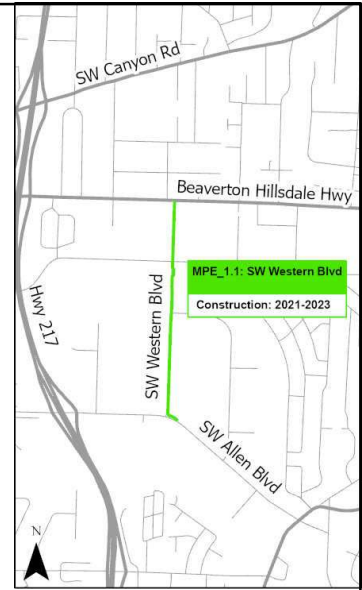 SW Canyon Rd
Beaverton Hillsdale Hwy
MPE_1.1: SW Western Blvd
Construction: 2021-2023
Hwy 217
SW Western Blvd
SW Allen Blvd
N